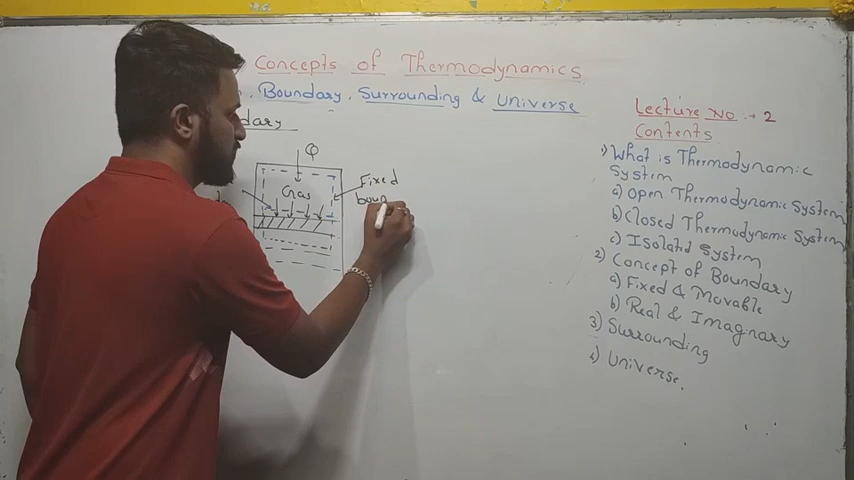 Concepts of Thermodynamics
Boundary, Surrounding & Universe
dary
Q
Gas
Fixed
boun
Lecture No :- 2
Contents
1) What is Thermodynamic
System
a) Open Thermodynamic System
b) Closed Thermodynamic System
c) Isolated System
2) Concept of Boundary
a) Fixed & Movable
b) Real & Imaginary
3) Surrounding
4) Universe.